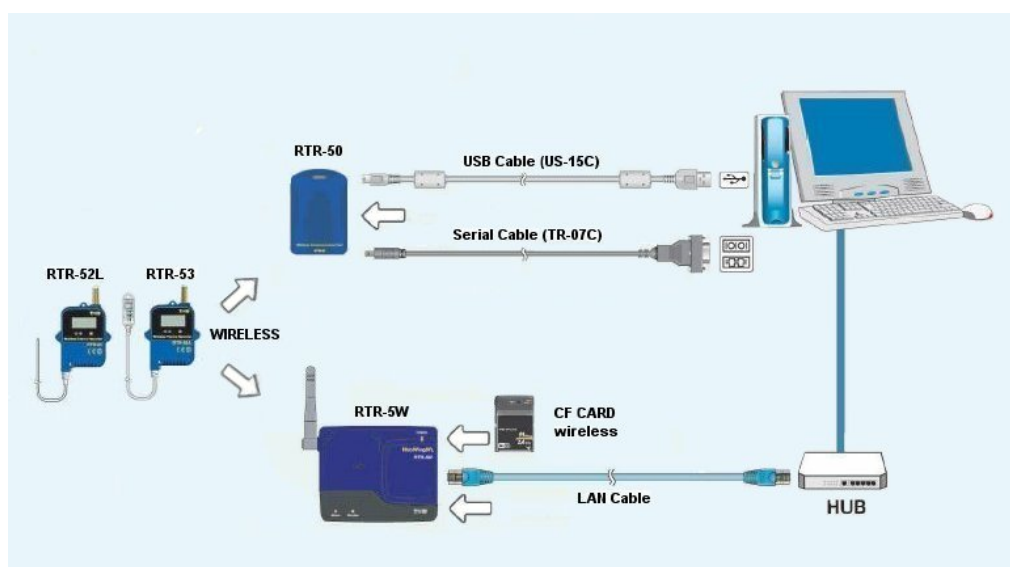 RTR-50
USB Cable (US-15C)
Serial Cable (TR-07C)
RTR-52L
RTR-53
WIRELESS
RTR-5W
CF CARD
wireless
LAN Cable
HUB